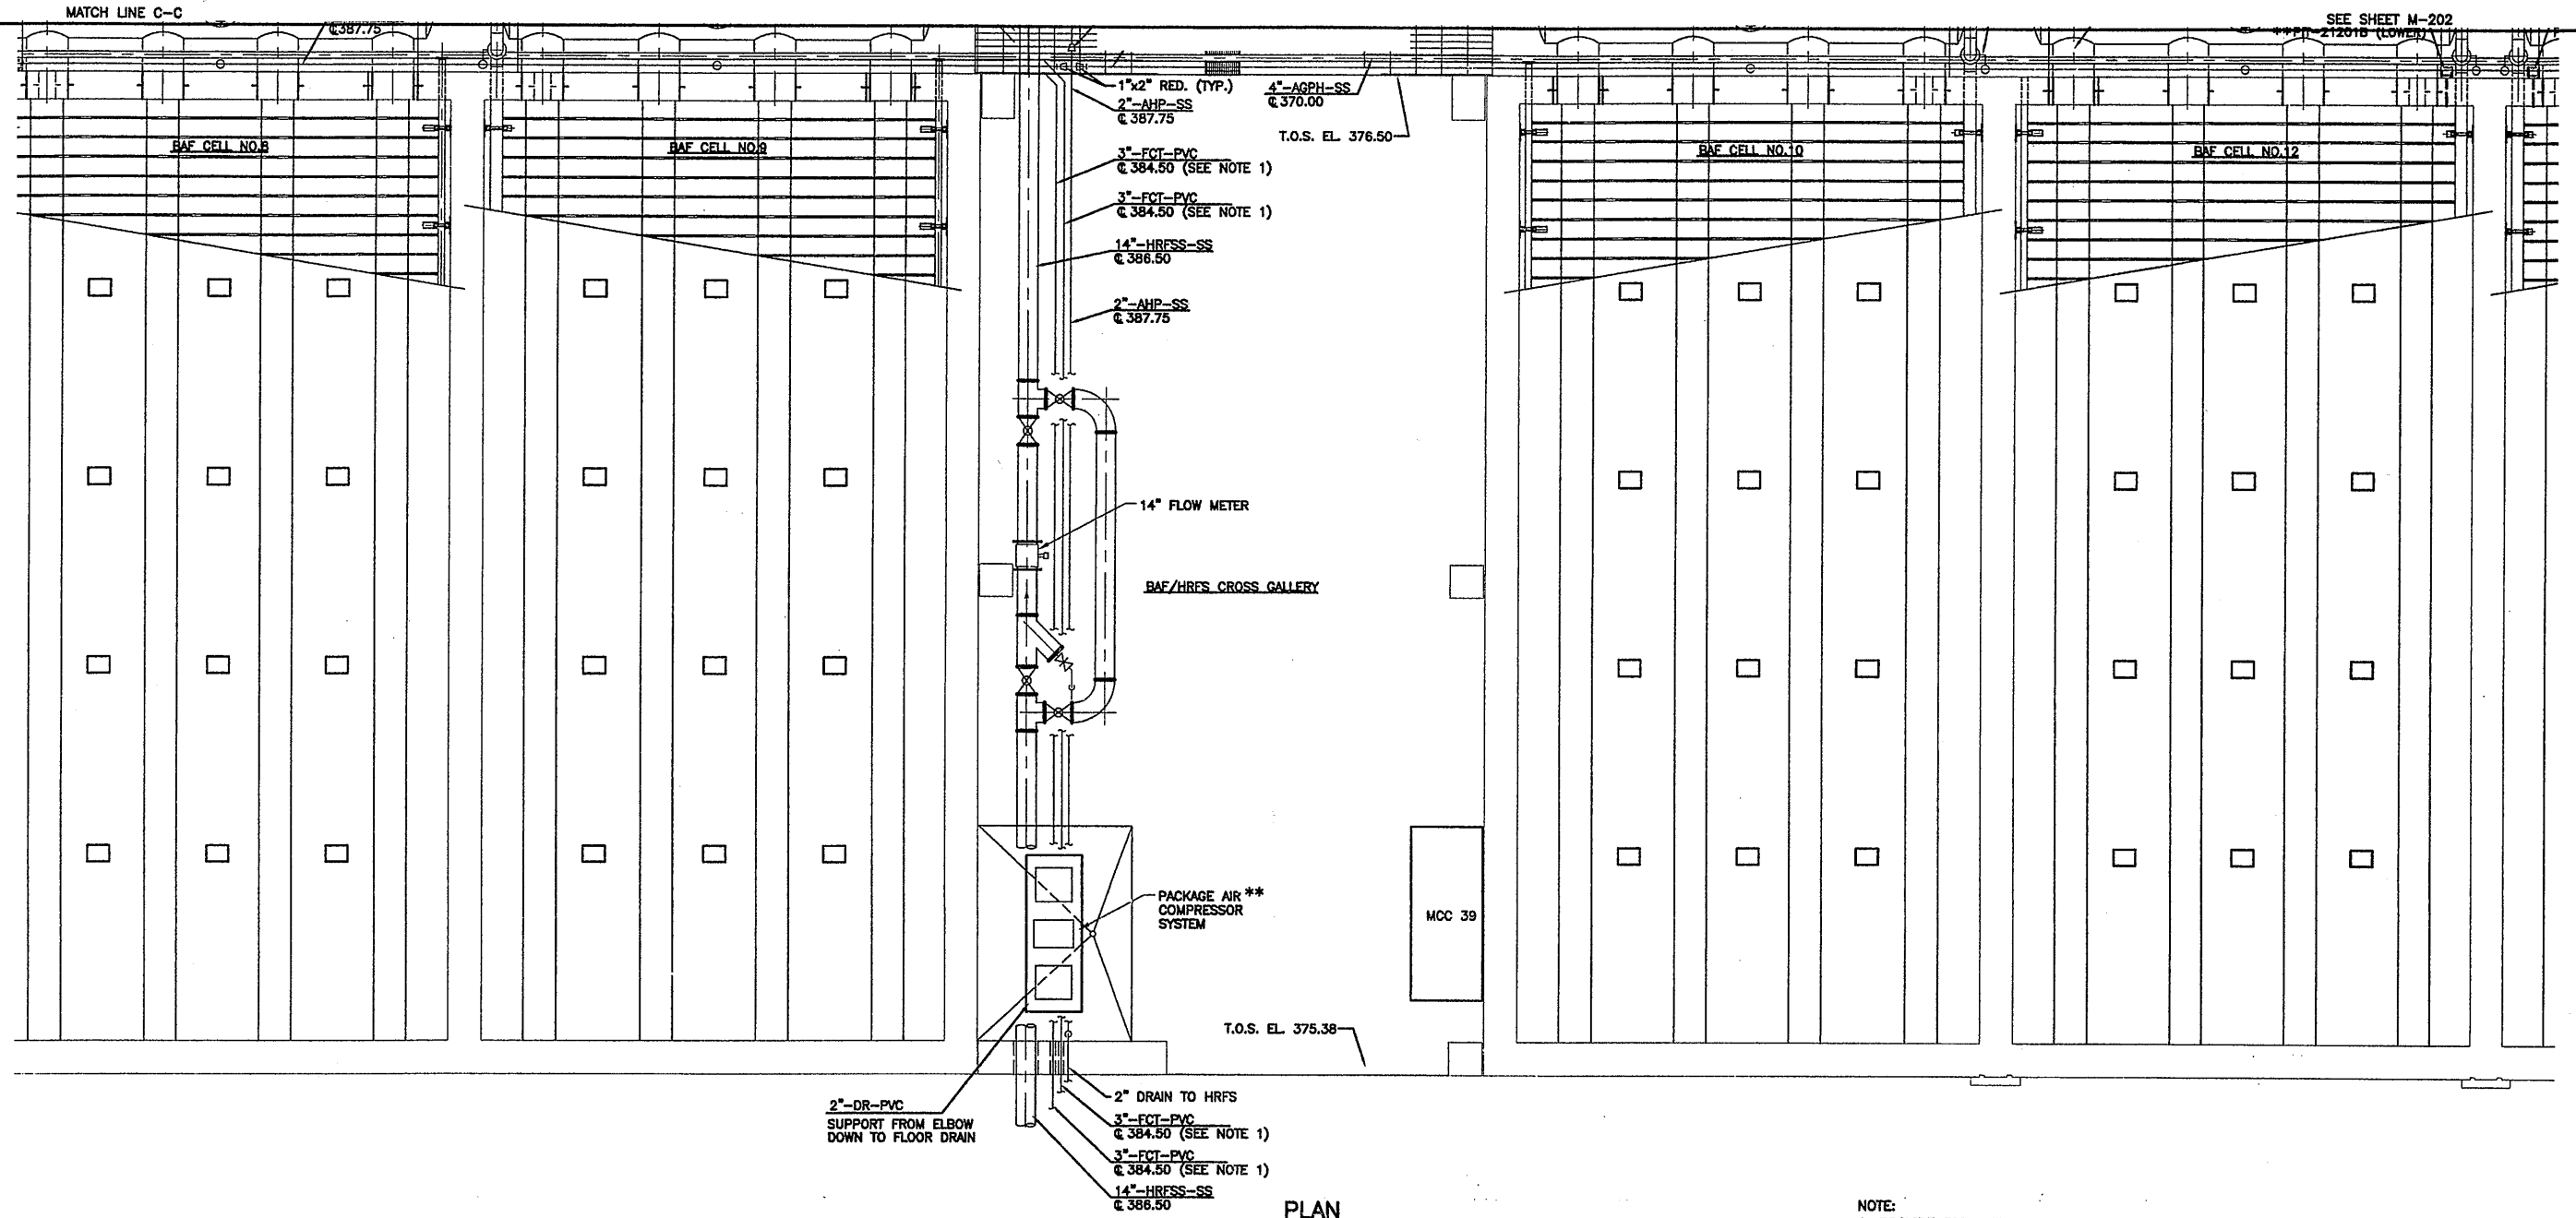 MATCH LINE C-C
℄387.75
SEE SHEET M-202
**PIT-21201B (LOWER)
1"x2" RED. (TYP.)
2"-AHP-SS
℄ 387.75
4"-AGPH-SS
℄ 370.00
T.O.S. EL. 376.50
BAF CELL NO.8
BAF CELL NO.9
BAF CELL NO.10
BAF CELL NO.12
3"-FCT-PVC
℄ 384.50 (SEE NOTE 1)
3"-FCT-PVC
℄ 384.50 (SEE NOTE 1)
14"-HRFSS-SS
℄ 386.50
2"-AHP-SS
℄ 387.75
14" FLOW METER
BAF/HRFS CROSS GALLERY
PACKAGE AIR **
COMPRESSOR
SYSTEM
MCC 39
T.O.S. EL. 375.38
2"-DR-PVC
SUPPORT FROM ELBOW
DOWN TO FLOOR DRAIN
2" DRAIN TO HRFS
3"-FCT-PVC
℄ 384.50 (SEE NOTE 1)
3"-FCT-PVC
℄ 384.50 (SEE NOTE 1)
14"-HRFSS-SS
℄ 386.50
PLAN
NOTE: